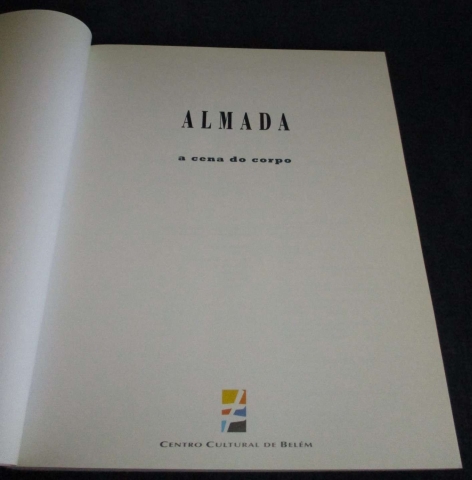 ALMADA
a cena do corpo
CENTRO CULTURAL DE BELÉM